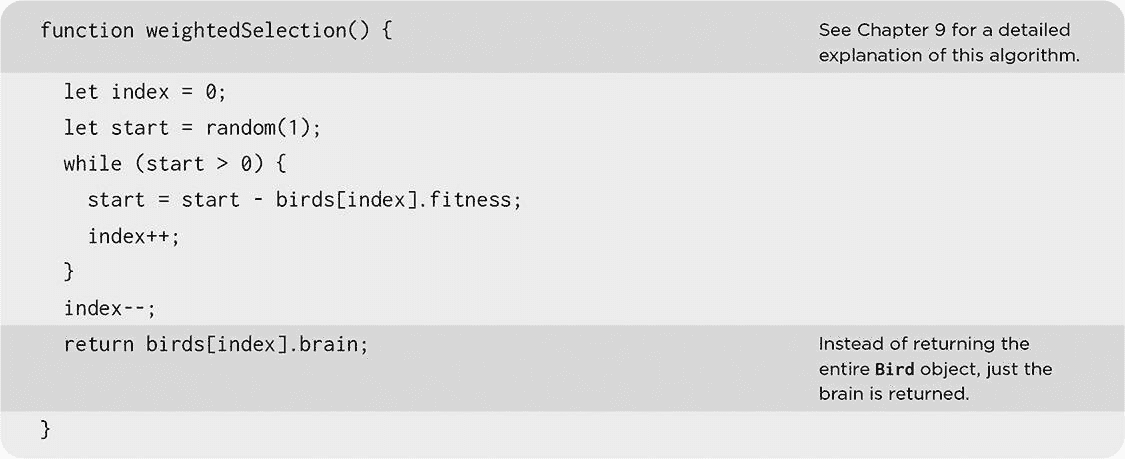 function weightedSelection() {
See Chapter 9 for a detailed
explanation of this algorithm.
let index = 0;
let start = random(1);
while (start > 0) {
start = start - birds[index].fitness;
index++;
}
index--;
return birds[index].brain;
Instead of returning the
entire Bird object, just the
brain is returned.
}